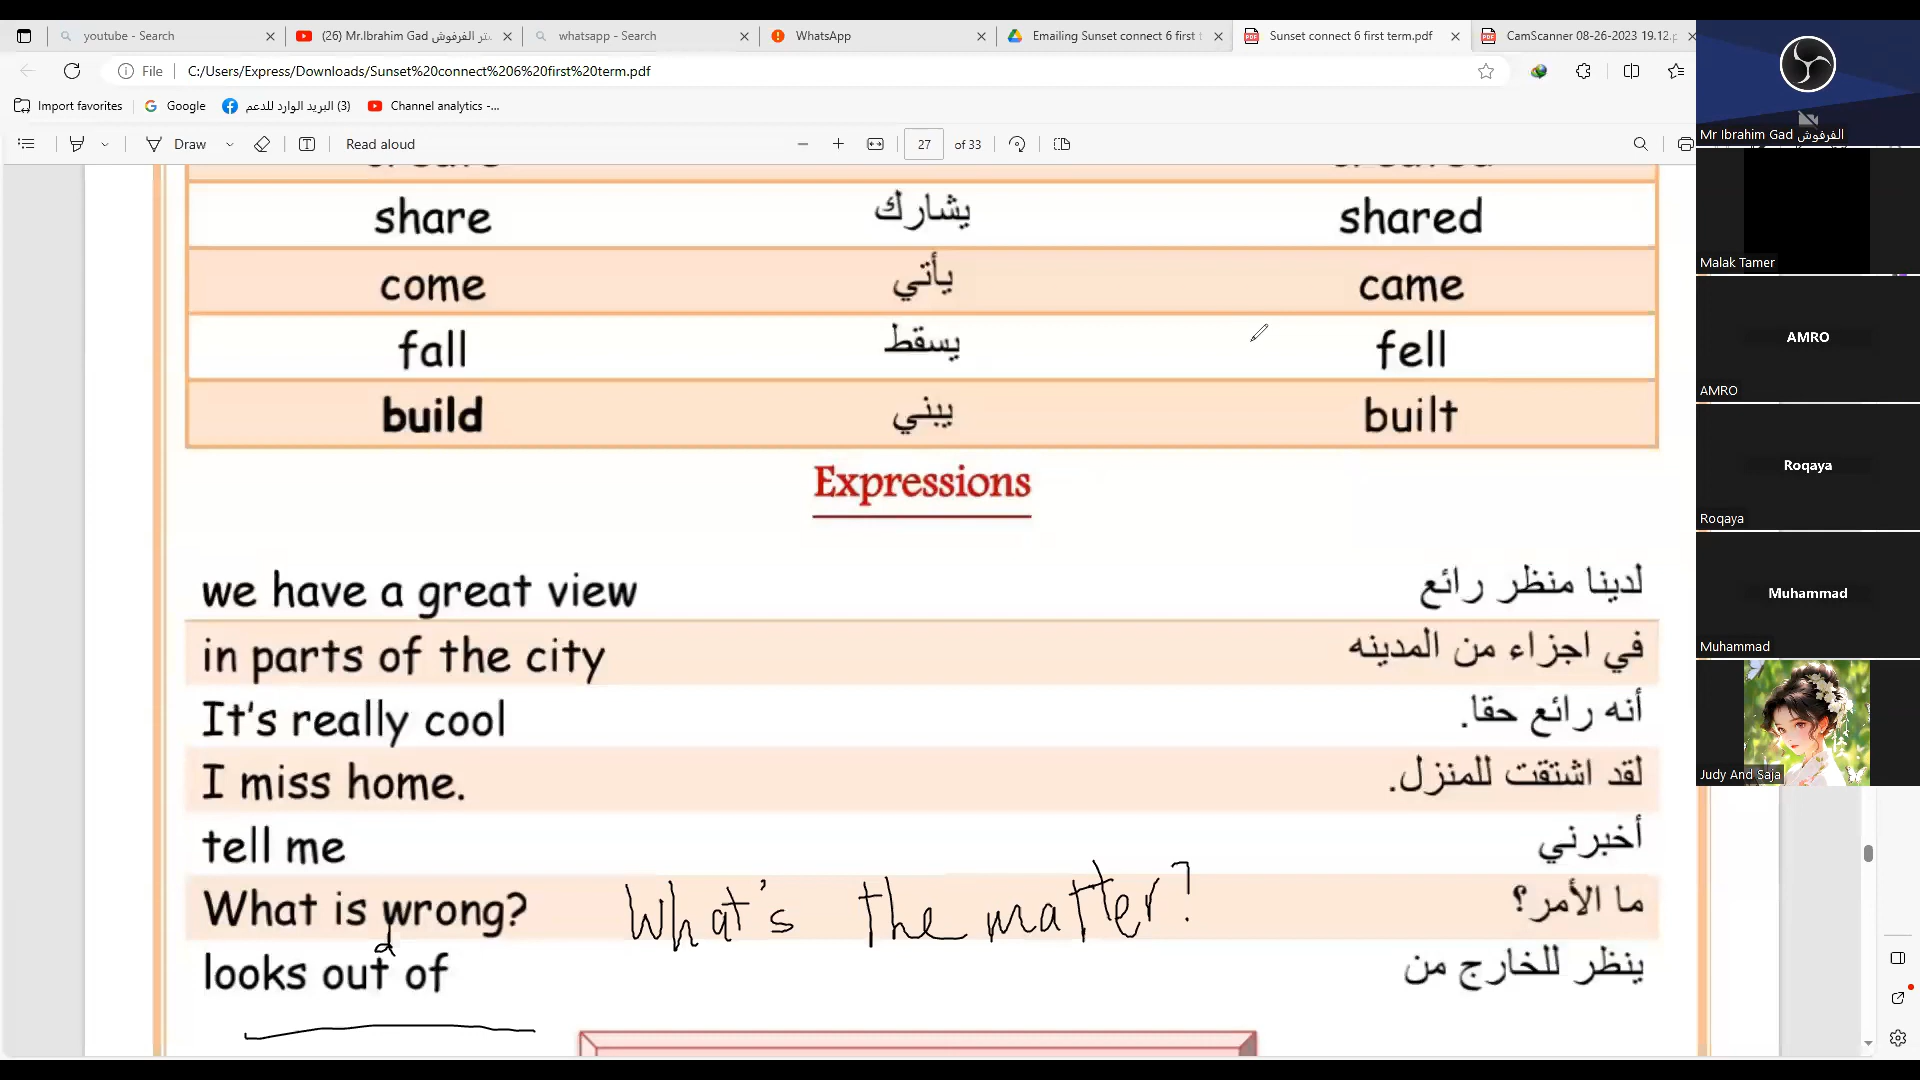 youtube - Search
(26) Mr.Ibrahim Gad مستر الفرفوش
whatsapp - Search
WhatsApp
Emailing Sunset connect 6 first t
Sunset connect 6 first term.pdf
CamScanner 08-26-2023 19.12.p
File
C:/Users/Express/Downloads/Sunset%20connect%206%20first%20term.pdf
Import favorites
Google
(3) البريد الوارد للدعم
Channel analytics -...
Draw
Read aloud
27 of 33
create created
share يشارك shared
come يأتي came
fall يسقط fell
build يبني built
Expressions
we have a great view لدينا منظر رائع
in parts of the city في اجزاء من المدينه
It's really cool أنه رائع حقا.
I miss home. لقد اشتقت للمنزل.
tell me أخبرني
What is wrong? What's the matter? ما الأمر؟
looks out of ينظر للخارج من
Mr Ibrahim Gad الفرفوش
Malak Tamer
AMRO
AMRO
Roqaya
Roqaya
Muhammad
Muhammad
Judy And Saja